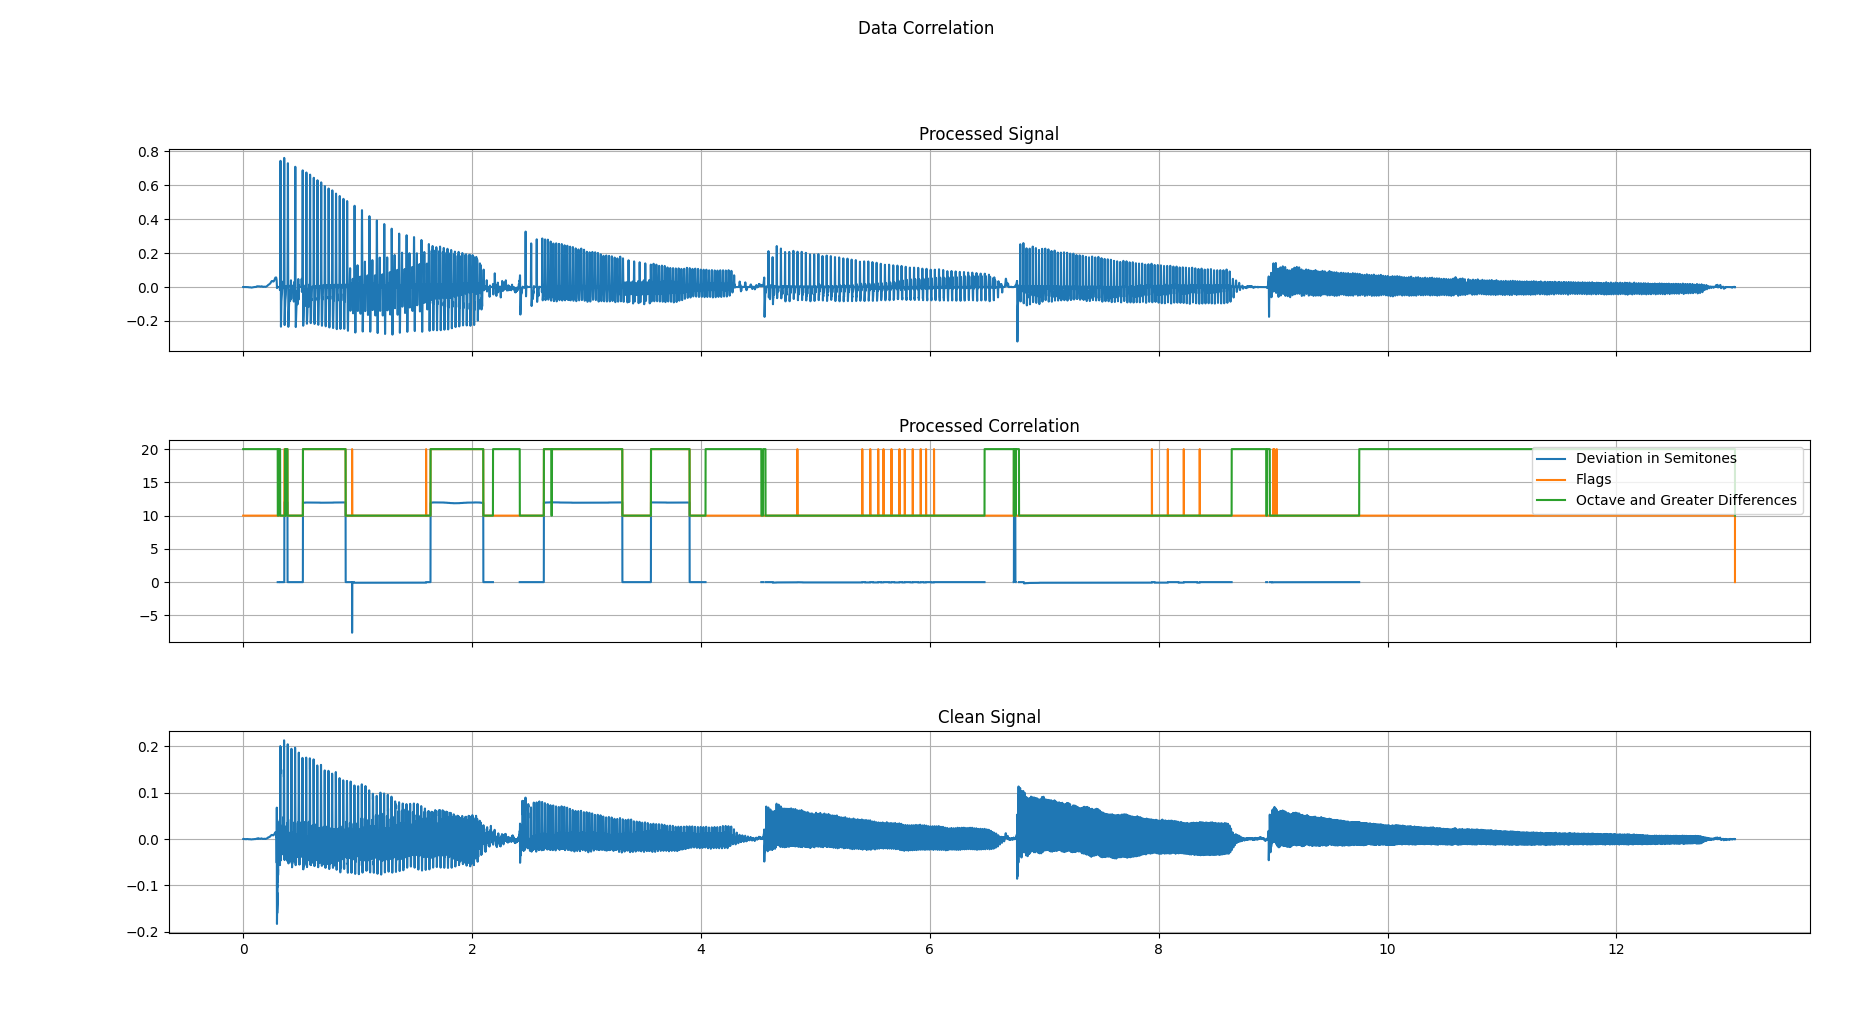 Data Correlation
Processed Signal
0.8
0.6
0.4
0.2
0.0
−0.2
Processed Correlation
20
15
10
5
0
−5
Deviation in Semitones
Flags
Octave and Greater Differences
Clean Signal
0.2
0.1
0.0
−0.1
−0.2
0 2 4 6 8 10 12